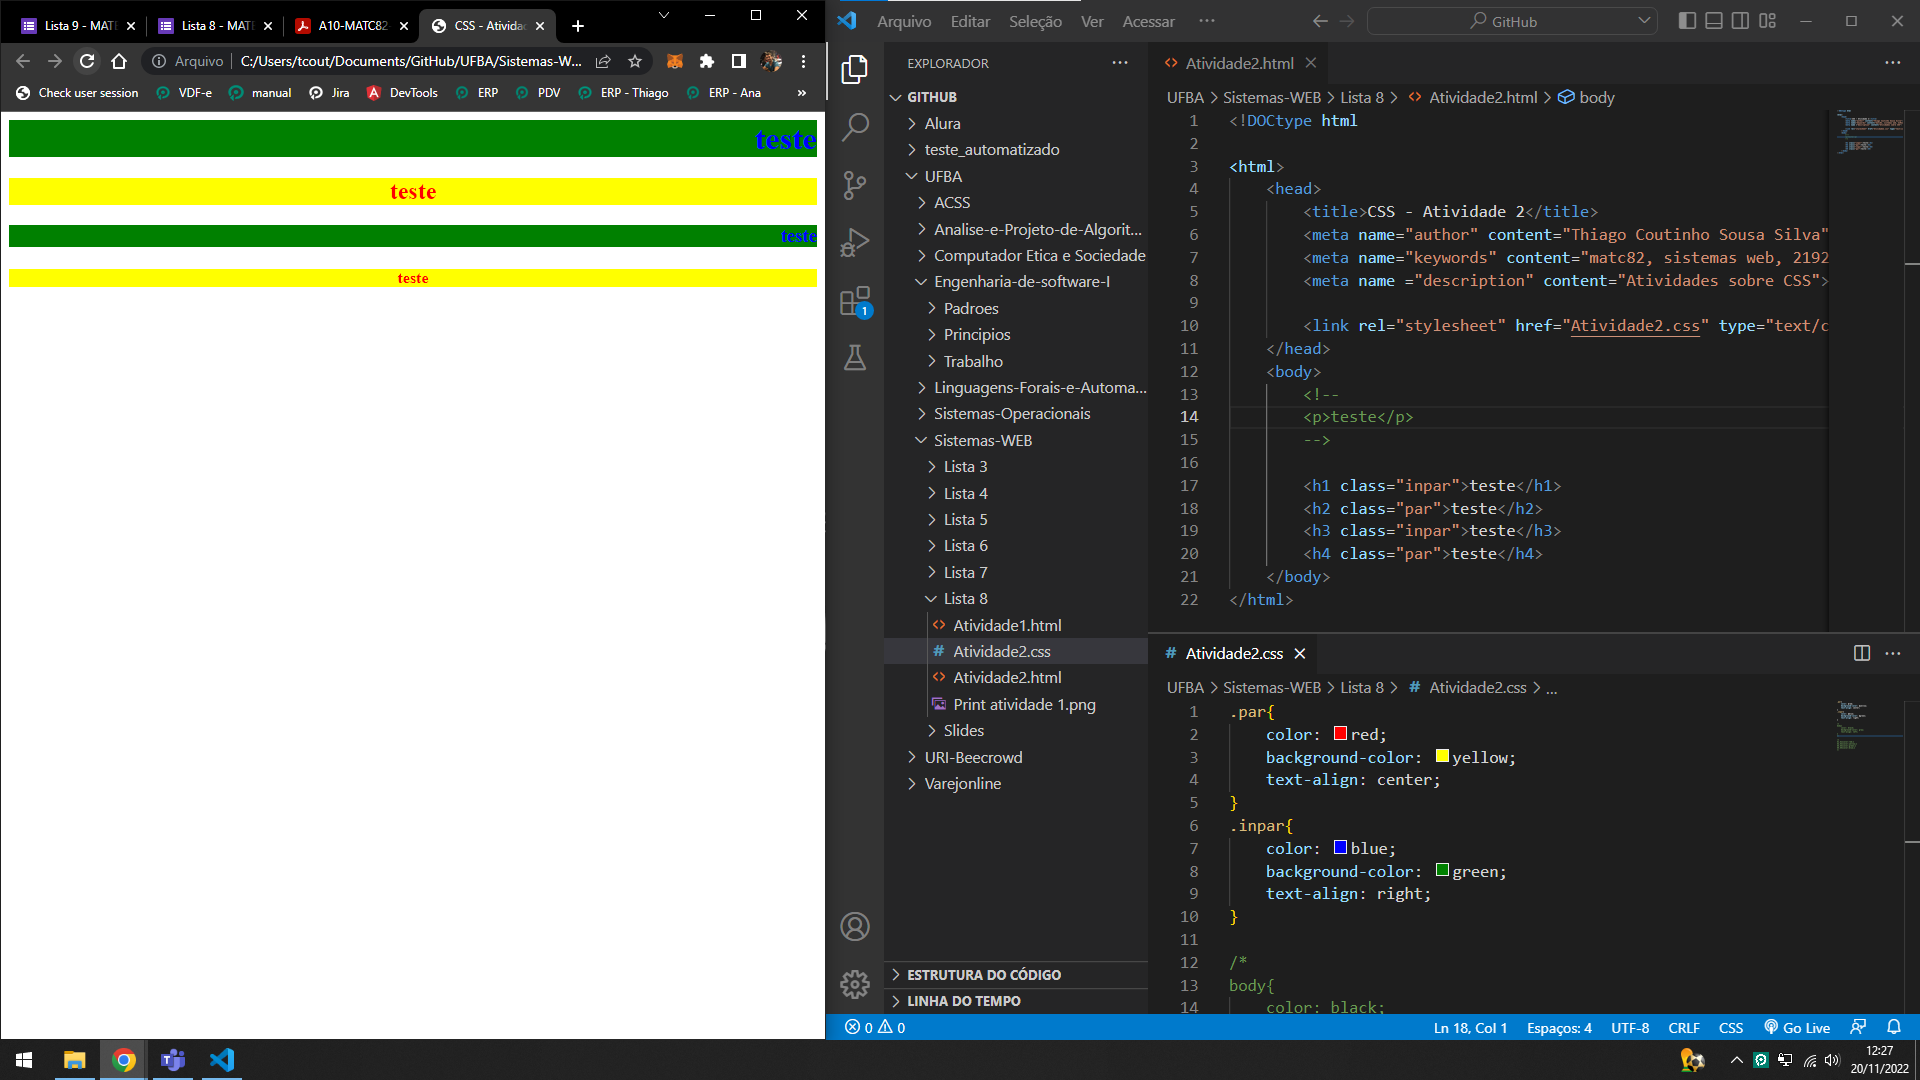 Lista 9 - MAT
Lista 8 - MATE
A10-MATC82
CSS - Ativida
Arquivo
C:/Users/tcout/Documents/GitHub/UFBA/Sistemas-W...
Check user session
VDF-e
manual
Jira
DevTools
ERP
PDV
ERP - Thiago
ERP - Ana
»
teste
teste
teste
teste
Arquivo Editar Seleção Ver Acessar ...
GitHub
EXPLORADOR
GITHUB
Alura
teste_automatizado
UFBA
ACSS
Analise-e-Projeto-de-Algorit...
Computador Etica e Sociedade
Engenharia-de-software-I
Padroes
Principios
Trabalho
Linguagens-Forais-e-Automa...
Sistemas-Operacionais
Sistemas-WEB
Lista 3
Lista 4
Lista 5
Lista 6
Lista 7
Lista 8
Atividade1.html
Atividade2.css
Atividade2.html
Print atividade 1.png
Slides
URI-Beecrowd
Varejonline
ESTRUTURA DO CÓDIGO
LINHA DO TEMPO
1
Atividade2.html
UFBA > Sistemas-WEB > Lista 8 > Atividade2.html > body
1 <!DOCtype html
2
3 <html>
4 <head>
5 <title>CSS - Atividade 2</title>
6 <meta name="author" content="Thiago Coutinho Sousa Silva"
7 <meta name="keywords" content="matc82, sistemas web, 2192
8 <meta name ="description" content="Atividades sobre CSS">
9
10 <link rel="stylesheet" href="Atividade2.css" type="text/c
11 </head>
12 <body>
13 <!--
14 <p>teste</p>
15 -->
16
17 <h1 class="inpar">teste</h1>
18 <h2 class="par">teste</h2>
19 <h3 class="inpar">teste</h3>
20 <h4 class="par">teste</h4>
21 </body>
22 </html>
# Atividade2.css
UFBA > Sistemas-WEB > Lista 8 > # Atividade2.css > ...
1 .par{
2 color: red;
3 background-color: yellow;
4 text-align: center;
5 }
6 .inpar{
7 color: blue;
8 background-color: green;
9 text-align: right;
10 }
11
12 /*
13 body{
14 color: black;
0 0
Ln 18, Col 1 Espaços: 4 UTF-8 CRLF CSS Go Live
12:27
20/11/2022